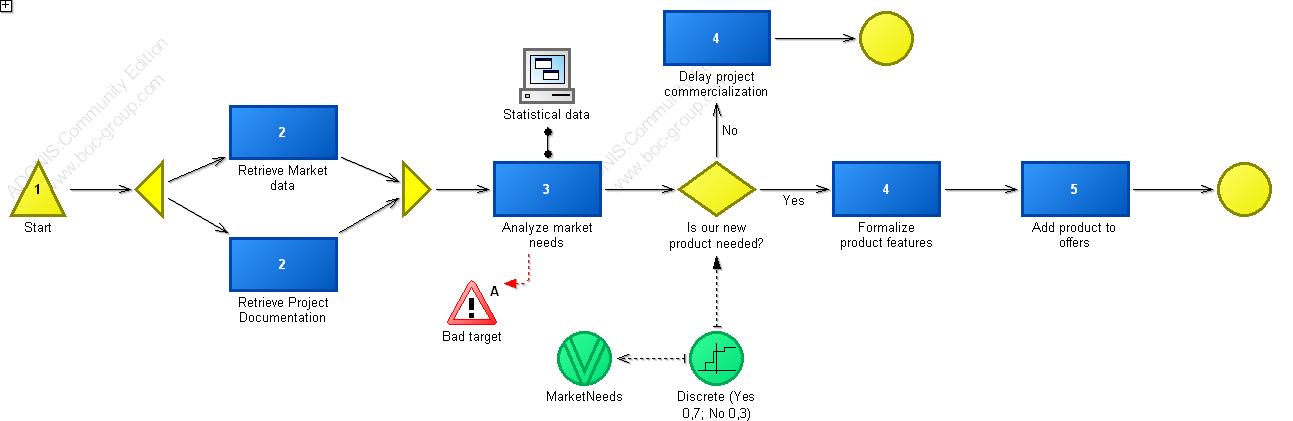 4
Delay project
commercialization
ADONIS:Community Edition
www.boc-group.com
ADONIS:Community
www.boc-group.com
Statistical data
No
1
Start
2
Retrieve Market
data
2
Retrieve Project
Documentation
3
Analyze market
needs
Is our new
product needed?
Yes
4
Formalize
product features
5
Add product to
offers
A
Bad target
MarketNeeds
Discrete (Yes
0,7; No 0,3)